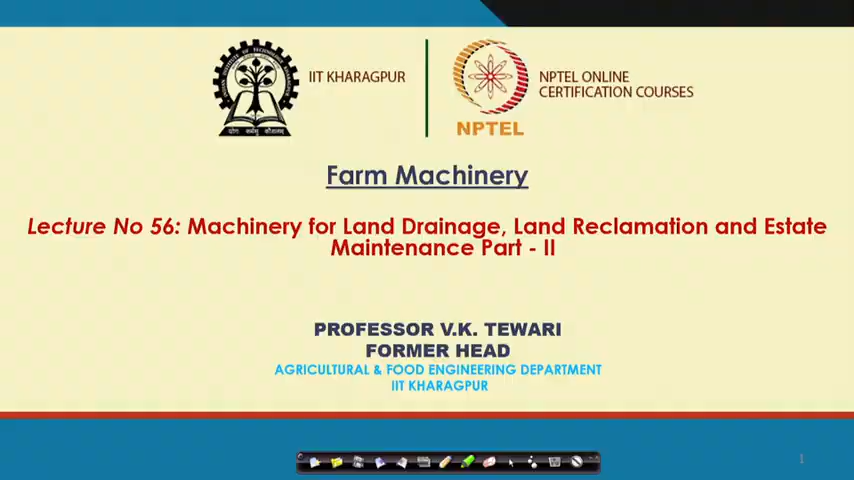 IIT KHARAGPUR
NPTEL ONLINE
CERTIFICATION COURSES
NPTEL
Farm Machinery
Lecture No 56: Machinery for Land Drainage, Land Reclamation and Estate
Maintenance Part - II
PROFESSOR V.K. TEWARI
FORMER HEAD
AGRICULTURAL & FOOD ENGINEERING DEPARTMENT
IIT KHARAGPUR
1